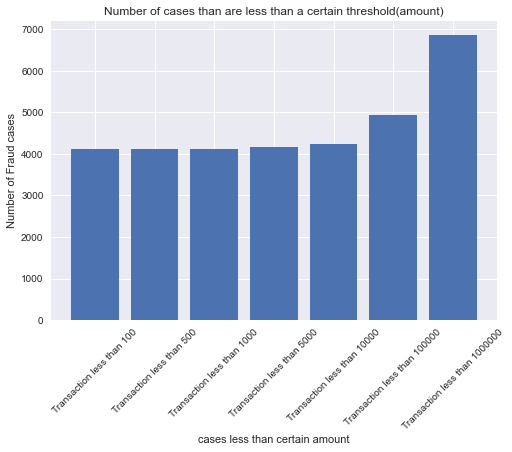 Number of cases than are less than a certain threshold(amount)
Number of Fraud cases
7000
6000
5000
4000
3000
2000
1000
0
Transaction less than 100
Transaction less than 500
Transaction less than 1000
Transaction less than 5000
Transaction less than 10000
Transaction less than 100000
Transaction less than 1000000
cases less than certain amount